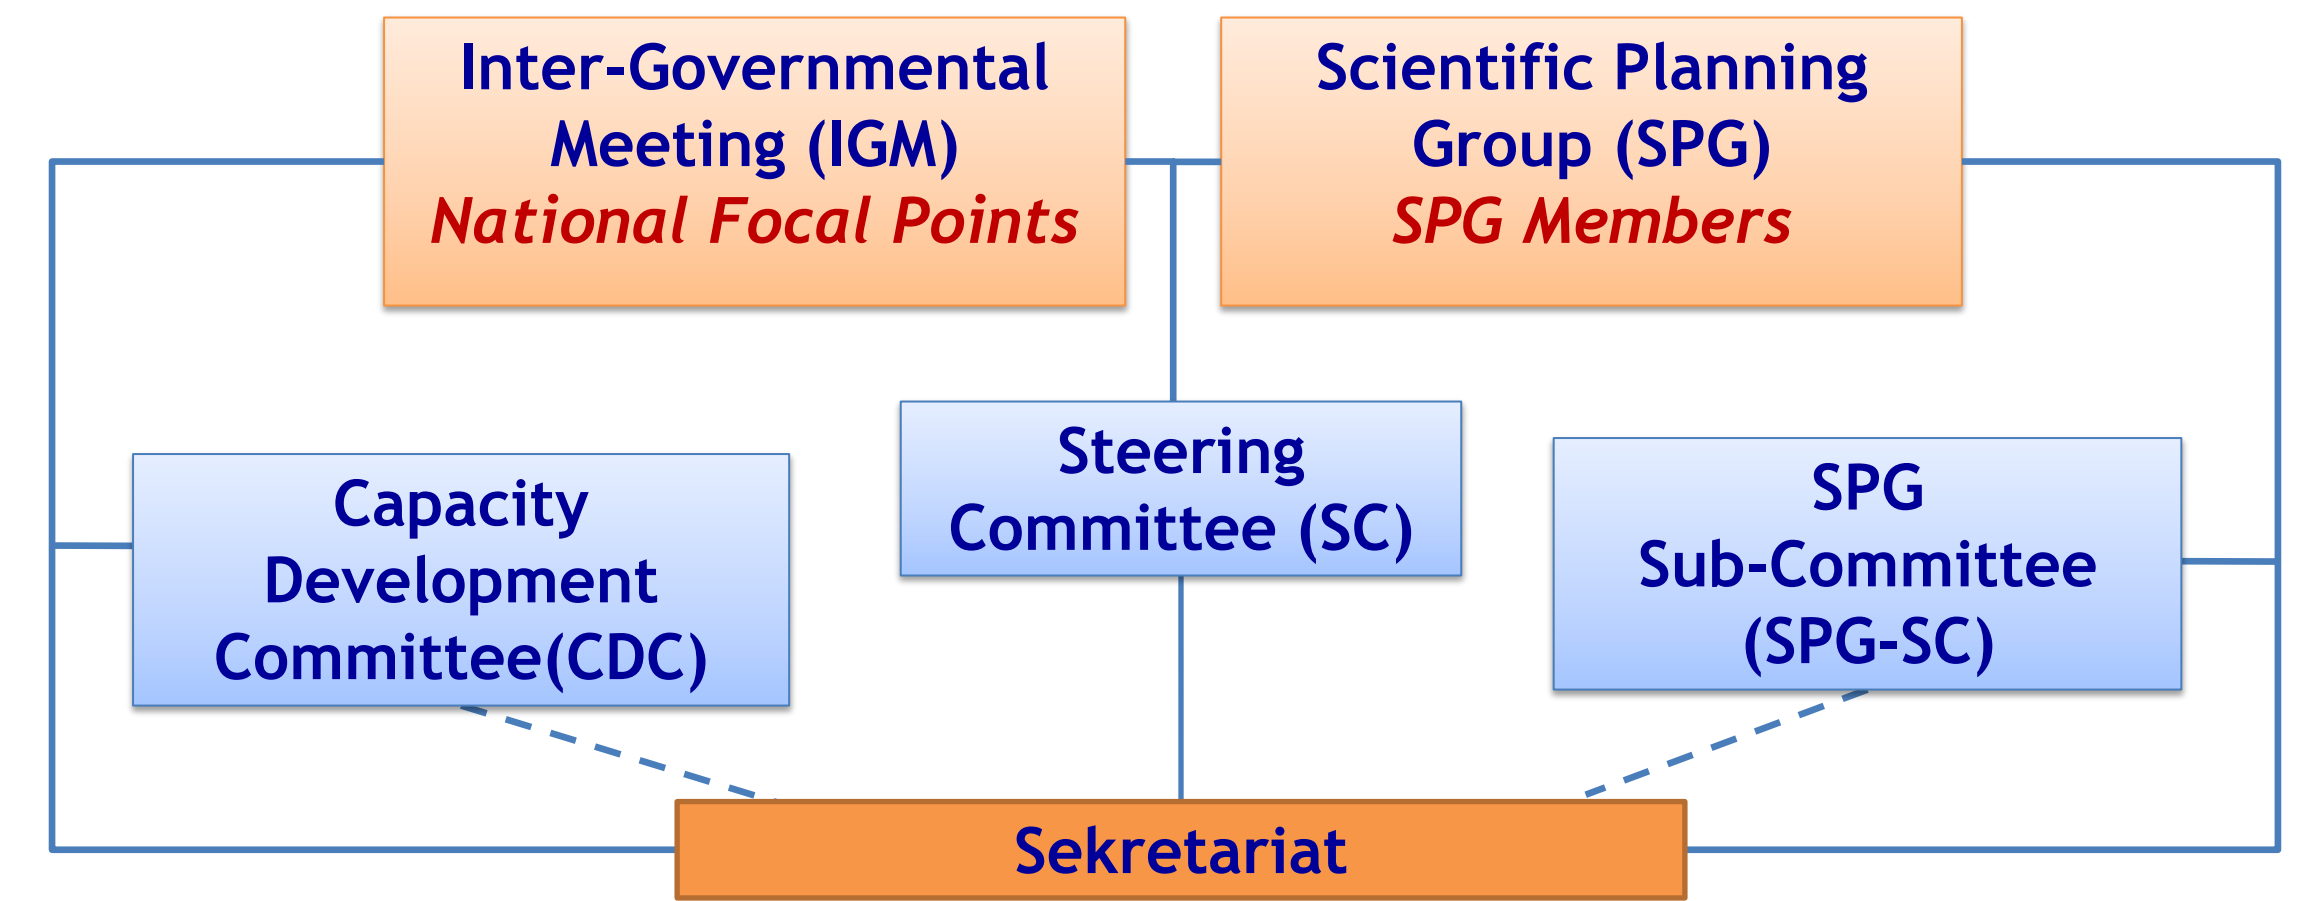 Inter-Governmental
Meeting (IGM)
National Focal Points
Scientific Planning
Group (SPG)
SPG Members
Steering
Committee (SC)
Capacity
Development
Committee(CDC)
SPG
Sub-Committee
(SPG-SC)
Sekretariat